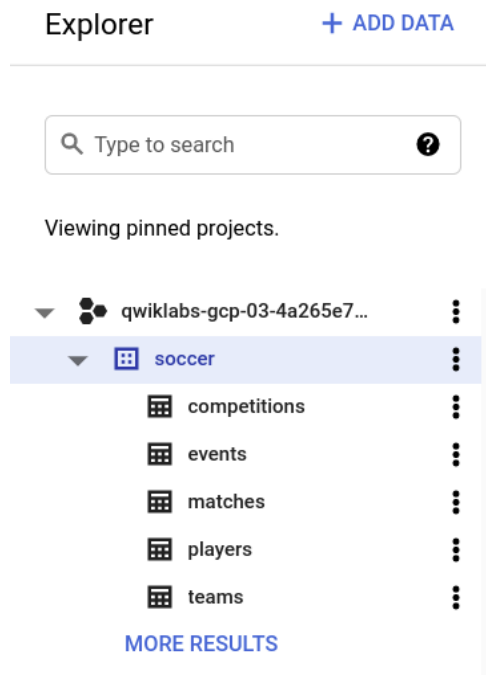 Explorer + ADD DATA
Type to search
Viewing pinned projects.
qwiklabs-gcp-03-4a265e7...
soccer
competitions
events
matches
players
teams
MORE RESULTS